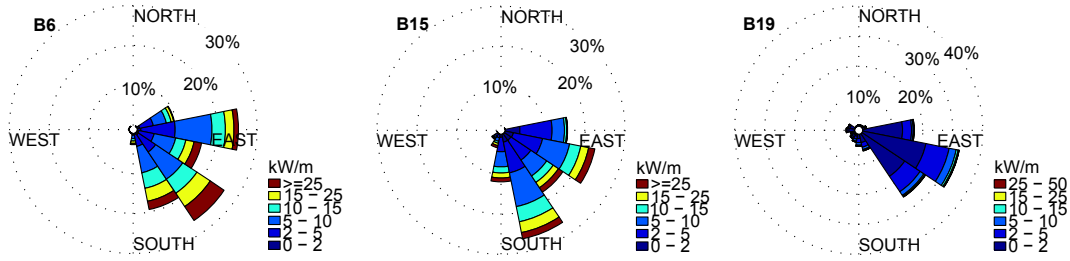 B6
NORTH
30%
20%
10%
WEST
EAST
SOUTH
kW/m
>=25
15 − 25
10 − 15
5 − 10
2 − 5
0 − 2
B15
NORTH
30%
20%
10%
WEST
EAST
SOUTH
kW/m
>=25
15 − 25
10 − 15
5 − 10
2 − 5
0 − 2
B19
NORTH
40%
30%
20%
10%
WEST
EAST
SOUTH
kW/m
25 − 50
15 − 25
10 − 15
5 − 10
2 − 5
0 − 2